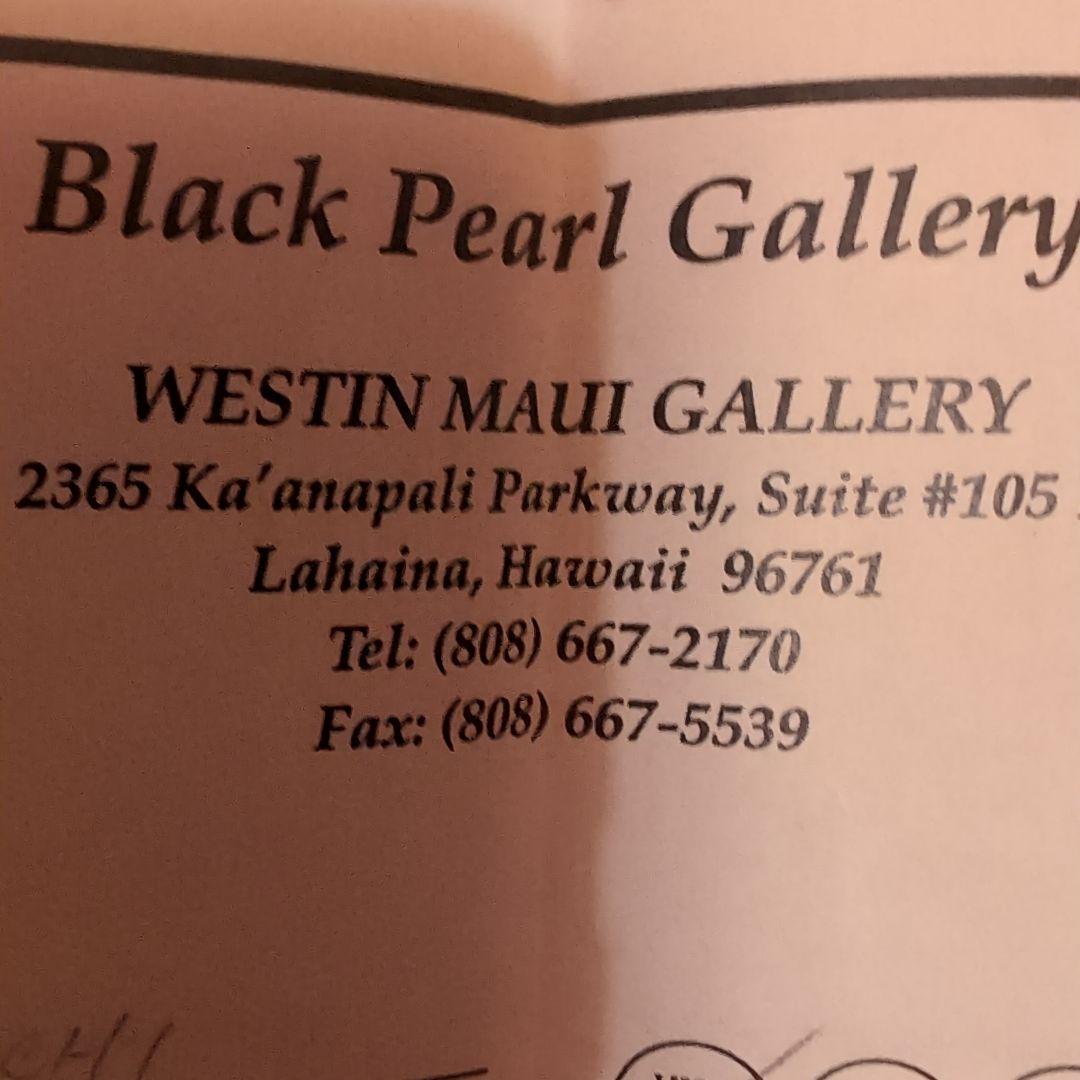 Black Pearl Gallery
WESTIN MAUI GALLERY
2365 Ka'anapali Parkway, Suite #105
Lahaina, Hawaii 96761
Tel: (808) 667-2170
Fax: (808) 667-5539